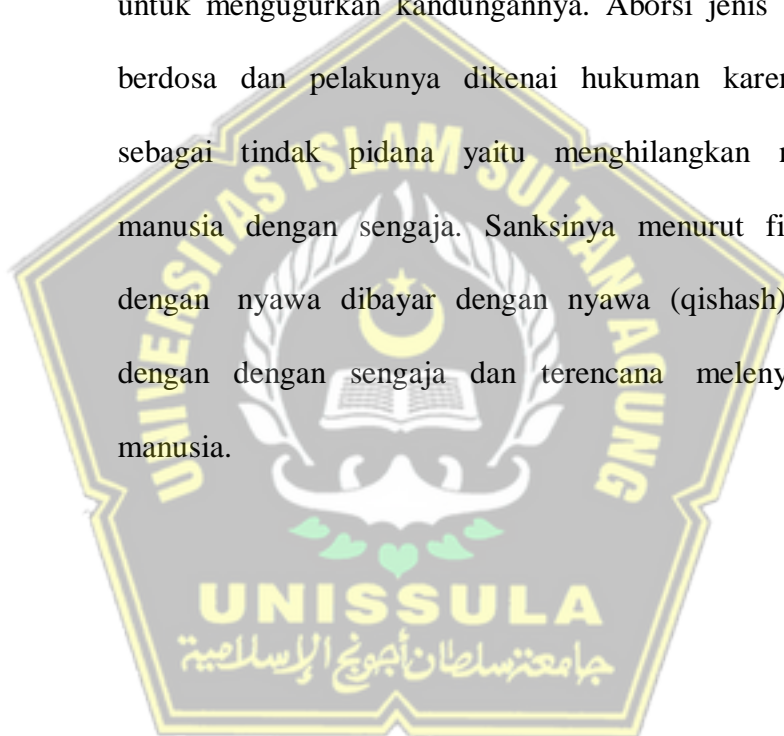 untuk mengugurkan kandungannya. Aborsi jenis
berdosa dan pelakunya dikenai hukuman
sebagai tindak pidana yaitu menghilangkan
manusia dengan sengaja. Sanksinya menurut
dengan nyawa dibayar dengan nyawa (qishash)
dengan dengan sengaja dan terencana
manusia.
UNIVERSITAS ISLAM SULTAN AGUNG
UNISSULA
جامعة سلطان أجونج الإسلامية